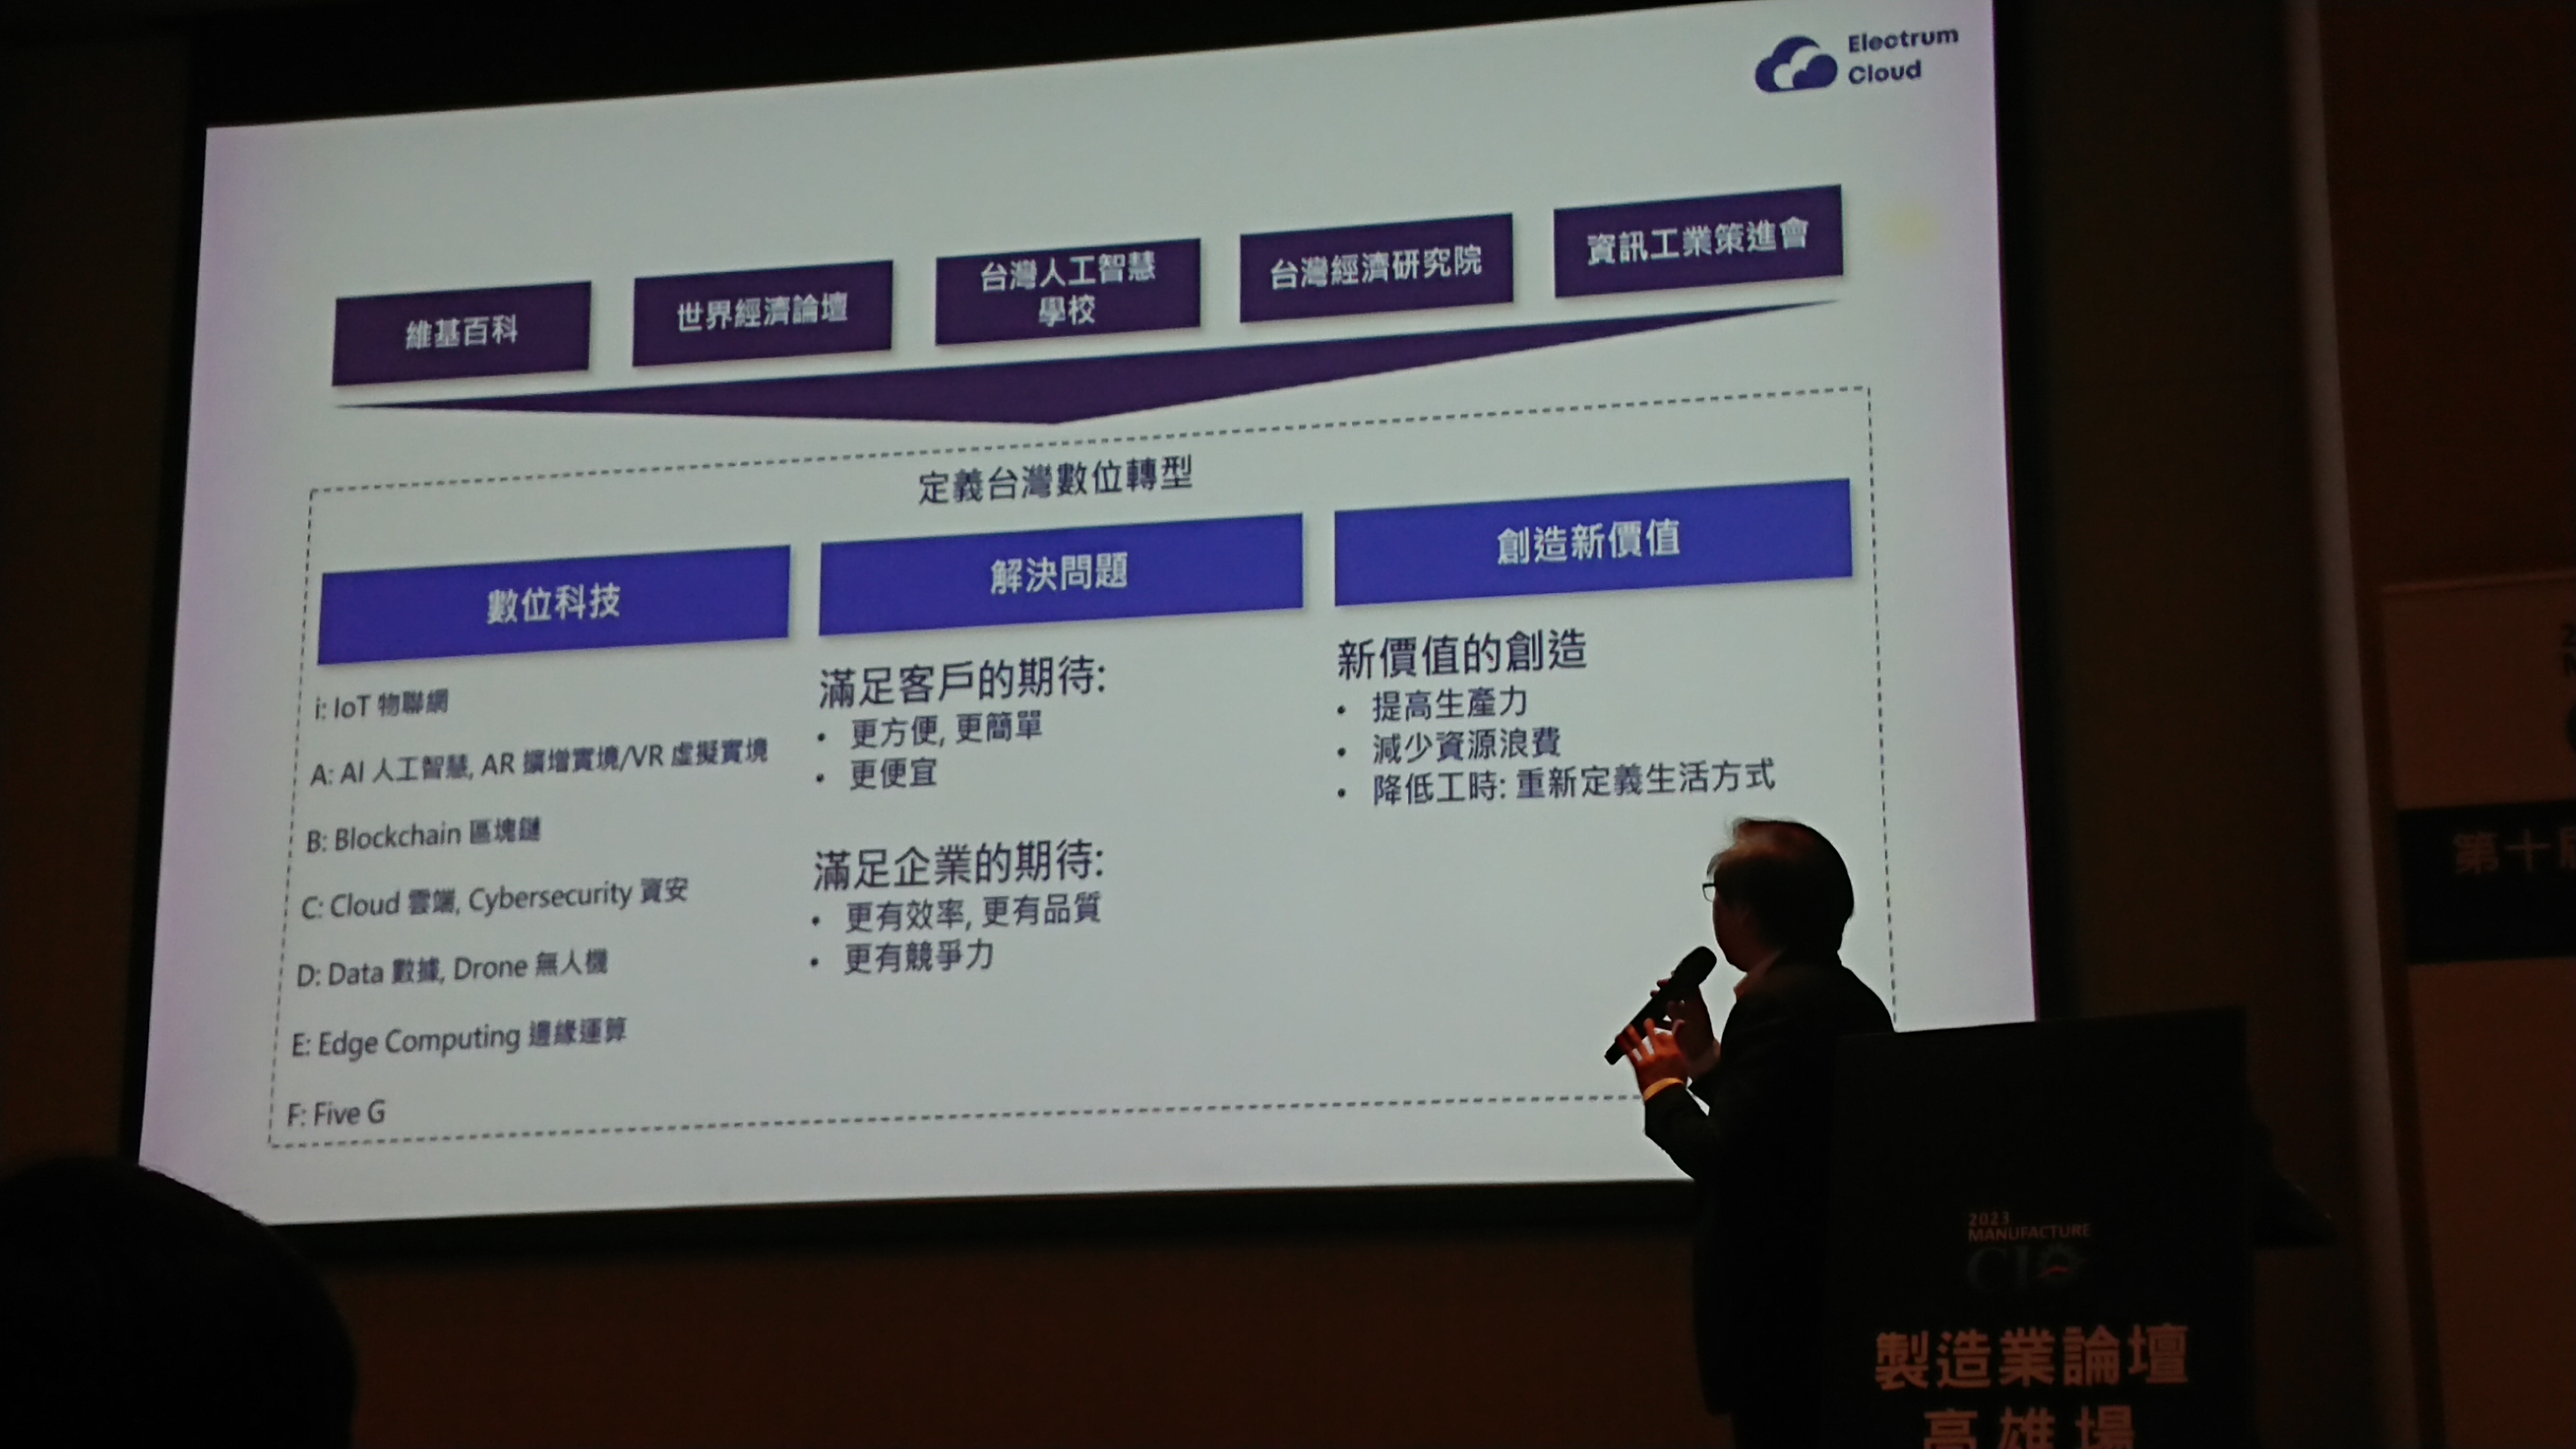 Electrum
Cloud
維基百科
世界經濟論壇
台灣人工智慧
學校
台灣經濟研究院
資訊工業策進會
定義台灣數位轉型
數位科技
i: IoT 物聯網
A: AI 人工智慧, AR 擴增實境/VR 虛擬實境
B: Blockchain 區塊鏈
C: Cloud 雲端, Cybersecurity 資安
D: Data 數據, Drone 無人機
E: Edge Computing 邊緣運算
F: Five G
解決問題
滿足客戶的期待:
• 更方便, 更簡單
• 更便宜
滿足企業的期待:
• 更有效率, 更有品質
• 更有競爭力
創造新價值
新價值的創造
• 提高生產力
• 減少資源浪費
• 降低工時: 重新定義生活方式
第十屆
2023
MANUFACTURE
CIO
製造業論壇
高雄場